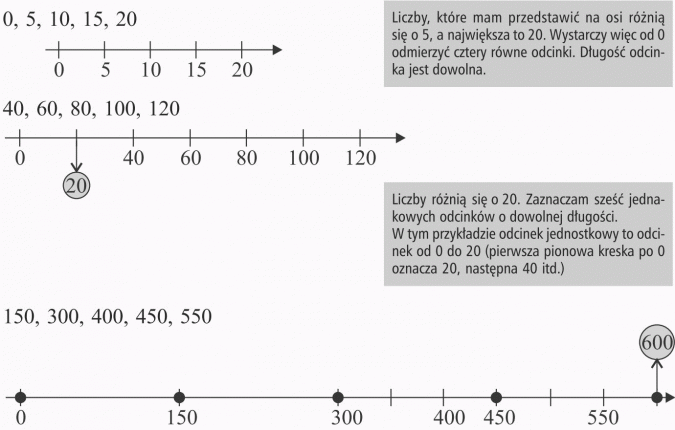 0, 5, 10, 15, 20
0 5 10 15 20
Liczby, które mam przedstawić na osi różnią
się o 5, a największa to 20. Wystarczy więc od 0
odmierzyć cztery równe odcinki. Długość odcin-
ka jest dowolna.
40, 60, 80, 100, 120
0 40 60 80 100 120
20
Liczby różnią się o 20. Zaznaczam sześć jedna-
kowych odcinków o dowolnej długości.
W tym przykładzie odcinek jednostkowy to odci-
nek od 0 do 20 (pierwsza pionowa kreska po 0
oznacza 20, następna 40 itd.)
150, 300, 400, 450, 550
600
0 150 300 400 450 550